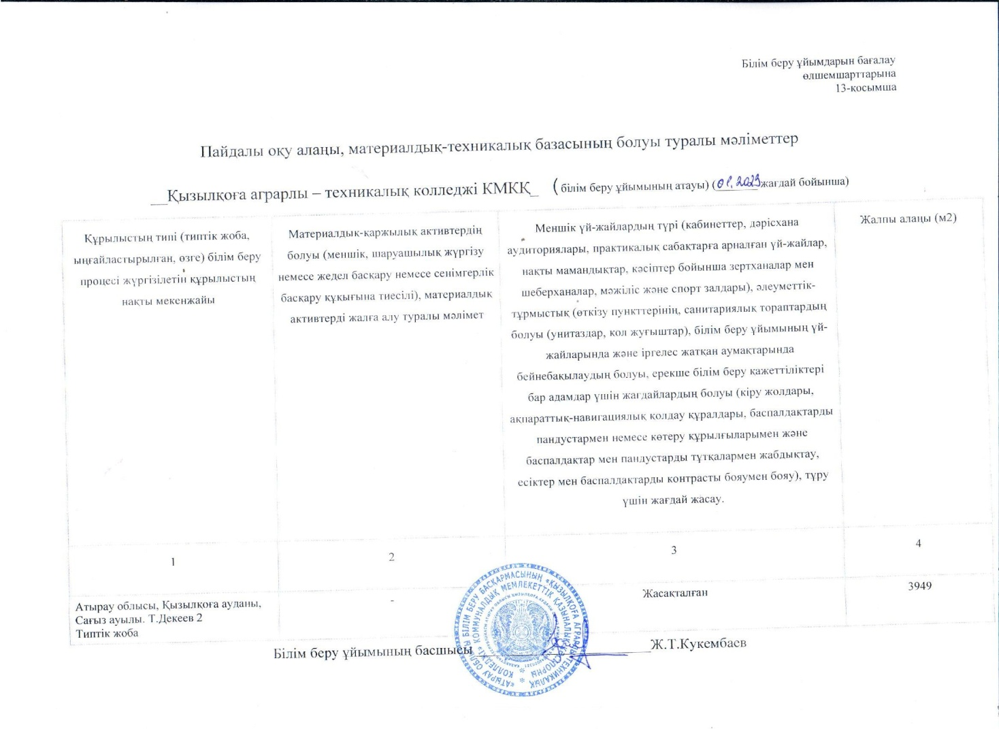 Білім беру ұйымдарын бағалау
өлшемшарттарына
13-косымша
Пайдалы оқу алаңы, материалдық-техникалық базасының болуы туралы мәліметтер
__Қызылқоға аграрлы – техникалық колледжі КМКҚ_ ( білім беру ұйымының атауы) (01.2023 жағдай бойынша)
Құрылыстың типі (типтік жоба,
ыңғайластырылған, өзге) білім беру
процесі жүргізілетін құрылыстың
нақты мекенжайы
Материалдык-қаржылық активтердің
болуы (меншік, шаруашылық жүргізу
немесе жедел басқару немесе сенімгерлік
басқару құқығына тиесілі), материалдық
активтерді жалға алу туралы мәлімет
Меншік үй-жайлардың түрі (кабинеттер, дәрісхана
аудиториялары, практикалық сабақтарға арналған үй-жайлар,
нақты мамандықтар, кәсіптер бойынша зертханалар мен
шеберханалар, мәжіліс және спорт залдары), әлеуметтік-
тұрмыстық (өткізу пункттерінің, санитариялық тораптардың
болуы (унитаздар, қол жуғыштар), білім беру ұйымының үй-
жайларында және іргелес жатқан аумақтарында
бейнебақылаудың болуы, ерекше білім беру қажеттіліктері
бар адамдар үшін жағдайлардың болуы (кіру жолдары,
ақпараттық-навигациялық қолдау құралдары, баспалдақтарды
пандустармен немесе көтеру құрылғыларымен және
баспалдақтар мен пандустарды тұтқалармен жабдықтау,
есіктер мен баспалдақтарды контрасты бояумен бояу), тұру
үшін жағдай жасау.
Жалпы алаңы (м2)
1
2
3
4
Атырау облысы, Қызылқоға ауданы,
Сағыз ауылы. Т.Декеев 2
Типтік жоба
-
Жасақталған
3949
Білім беру ұйымының басшысы ____________________Ж.Т.Кукембаев
«АТЫРАУ ОБЛЫСЫ БІЛІМ БЕРУ БАСҚАРМАСЫНЫҢ «ҚЫЗЫЛҚОҒА АГРАРЛЫ-ТЕХНИКАЛЫҚ
КОЛЛЕДЖІ» КОММУНАЛДЫҚ МЕМЛЕКЕТТІК ҚАЗЫНАЛЫҚ КӘСІПОРНЫ